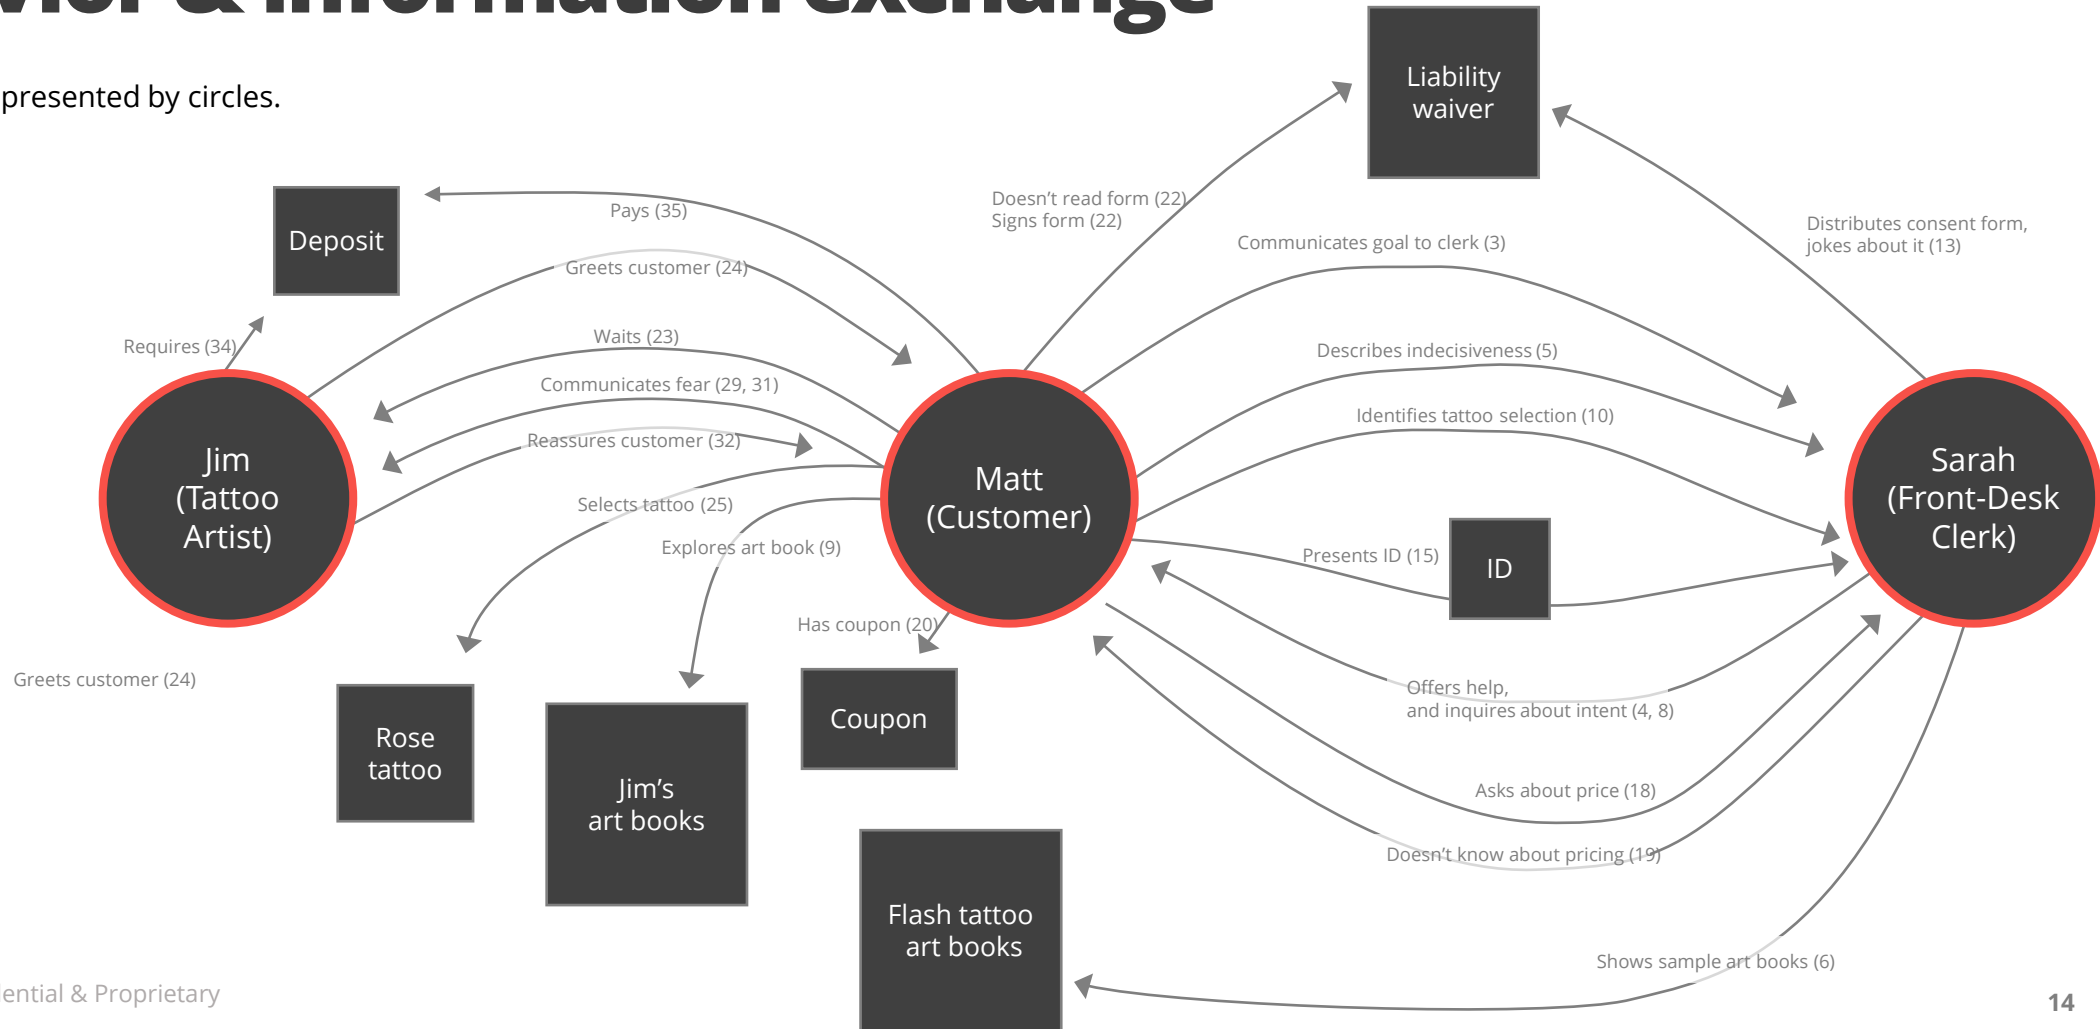 & information exchange
presented by circles.
Liability
waiver
Deposit
Pays (35)
Doesn’t read form (22)
Signs form (22)
Communicates goal to clerk (3)
Distributes consent form,
jokes about it (13)
Greets customer (24)
Requires (34)
Waits (23)
Describes indecisiveness (5)
Communicates fear (29, 31)
Identifies tattoo selection (10)
Reassures customer (32)
Jim
(Tattoo
Artist)
Matt
(Customer)
Sarah
(Front-Desk
Clerk)
Selects tattoo (25)
Explores art book (9)
Presents ID (15)
ID
Has coupon (20)
Greets customer (24)
Offers help,
and inquires about intent (4, 8)
Rose
tattoo
Coupon
Jim’s
art books
Asks about price (18)
Doesn’t know about pricing (19)
Flash tattoo
art books
Shows sample art books (6)
ential & Proprietary
14